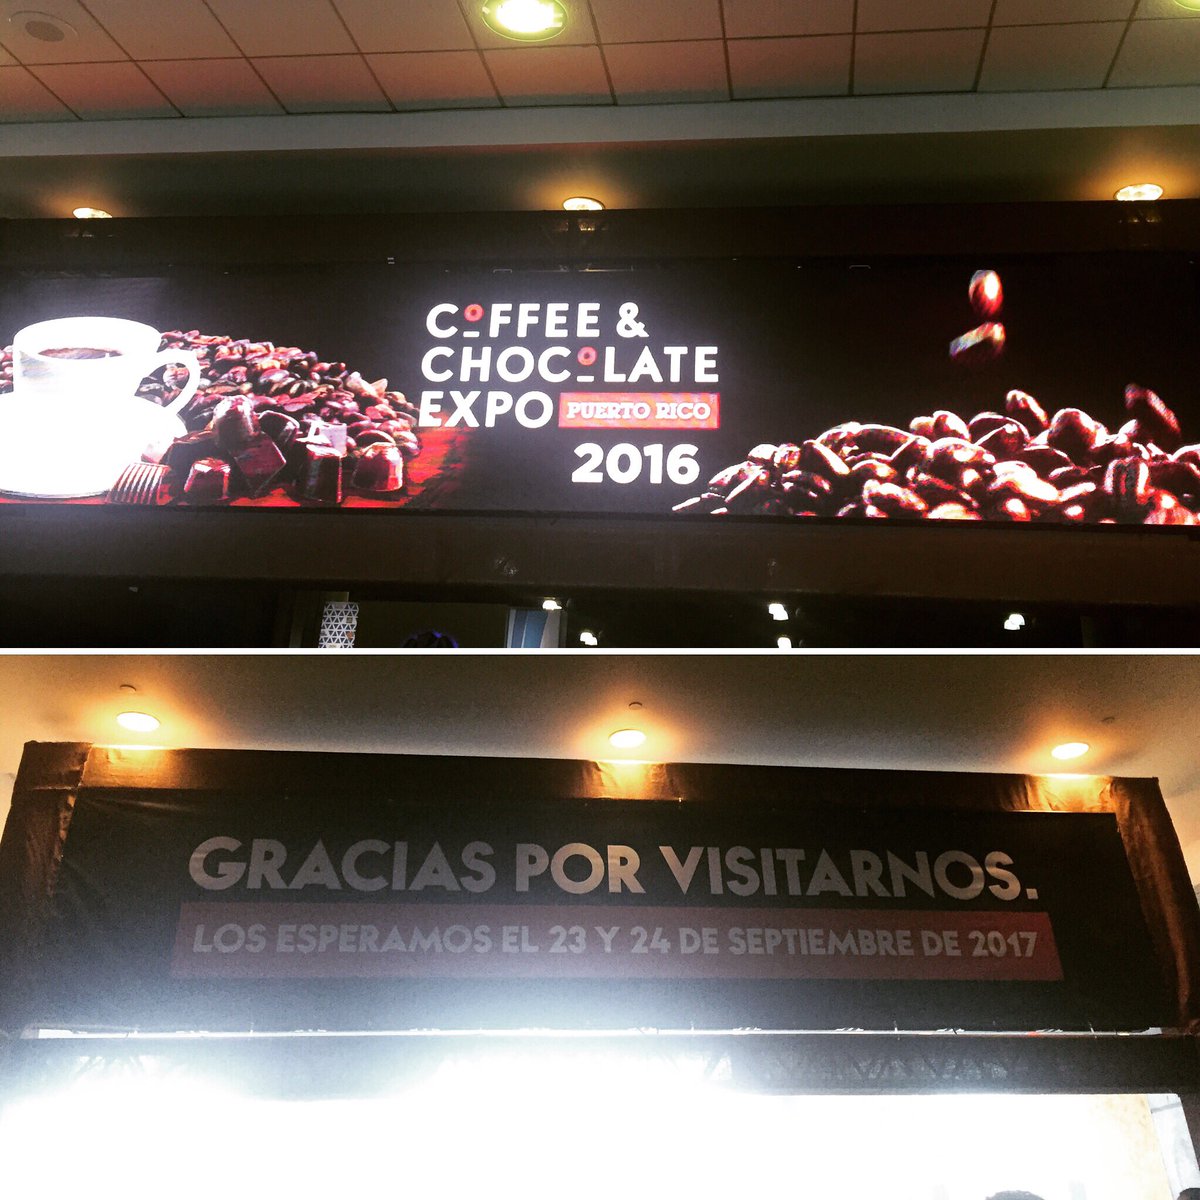 COFFEE &
CHOCOLATE
EXPO PUERTO RICO
2016
GRACIAS POR VISITARNOS.
LOS ESPERAMOS EL 23 Y 24 DE SEPTIEMBRE DE 2017